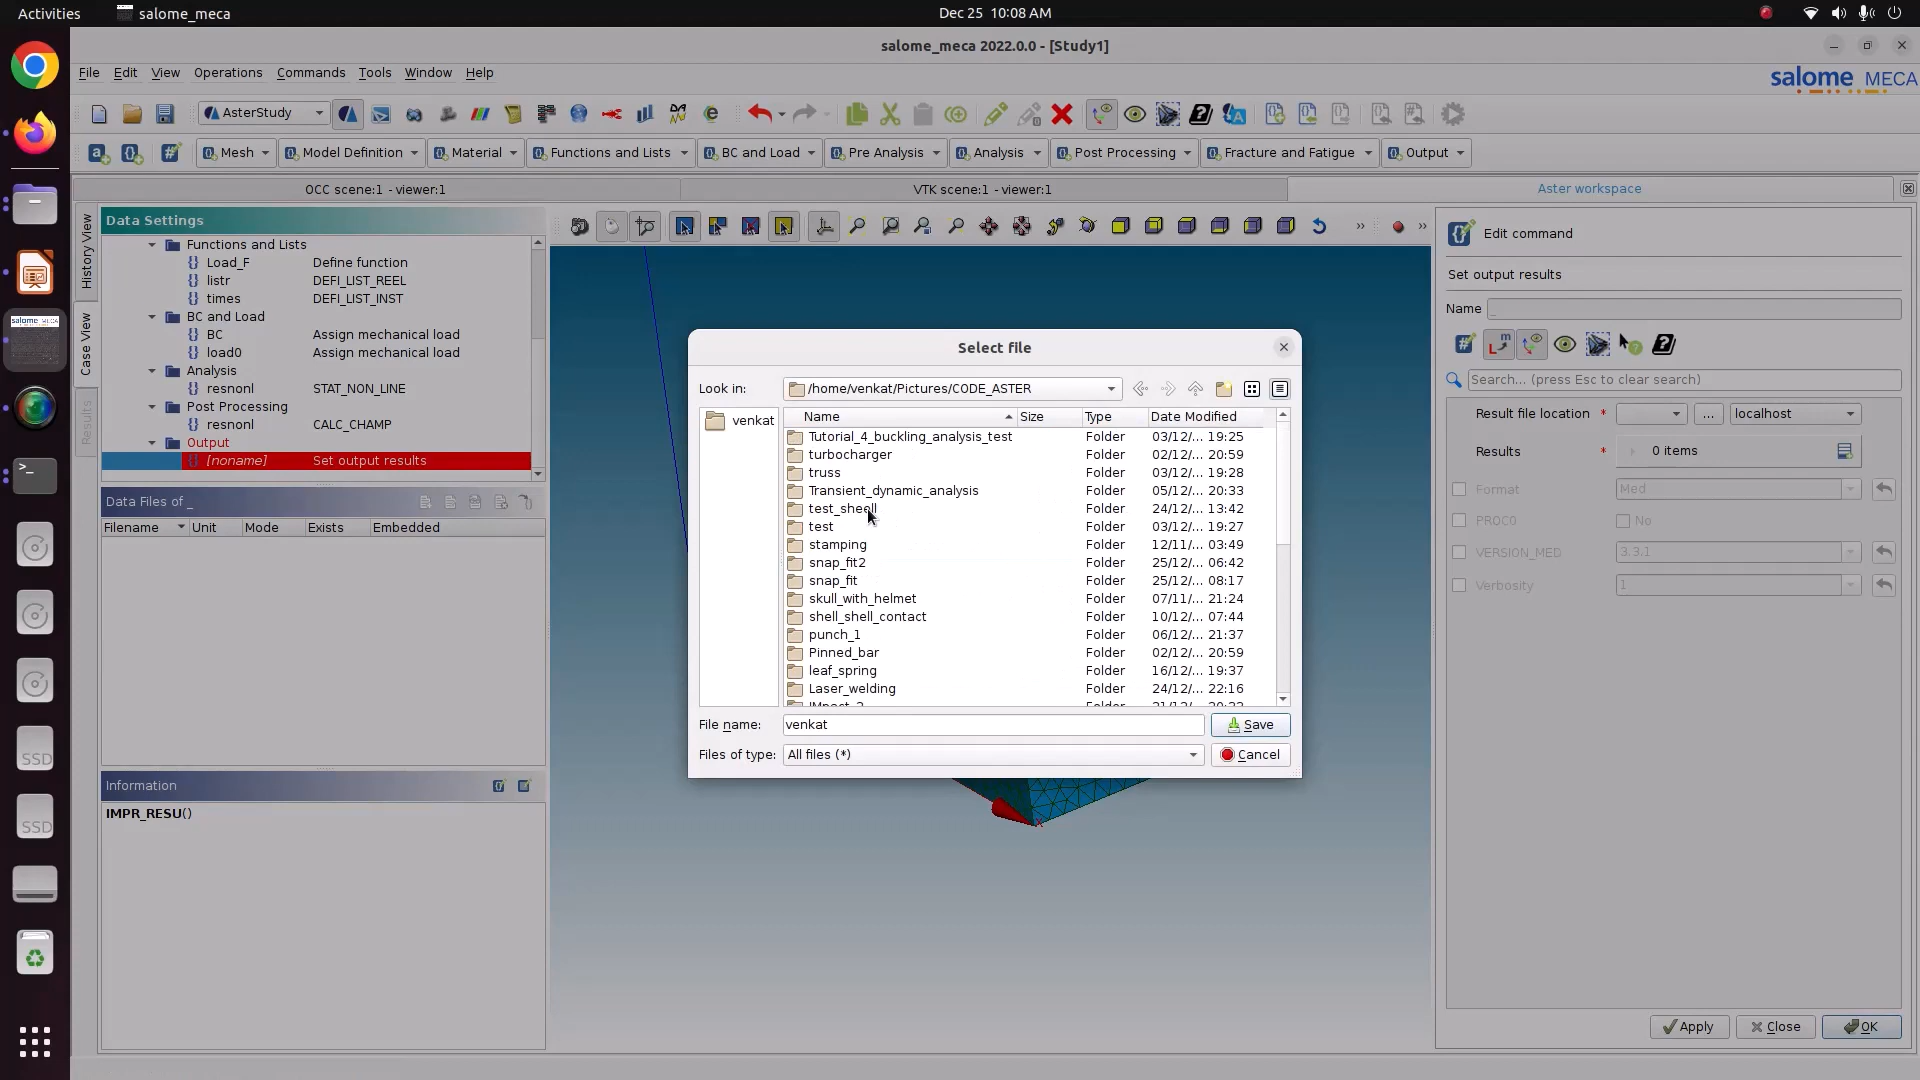 Activities
salome_meca
Dec 25 10:08 AM
salome_meca 2022.0.0 - [Study1]
File Edit View Operations Commands Tools Window Help
salome MECA
AsterStudy
Mesh
Model Definition
Material
Functions and Lists
BC and Load
Pre Analysis
Analysis
Post Processing
Fracture and Fatigue
Output
OCC scene:1 - viewer:1
VTK scene:1 - viewer:1
Aster workspace
History View
Case View
Results
Data Settings
Functions and Lists
Load_F Define function
listr DEFI_LIST_REEL
times DEFI_LIST_INST
BC and Load
BC Assign mechanical load
load0 Assign mechanical load
Analysis
resnonl STAT_NON_LINE
Post Processing
resnonl CALC_CHAMP
Output
[noname] Set output results
Data Files of _
Filename Unit Mode Exists Embedded
Information
IMPR_RESU()
Select file
Look in: /home/venkat/Pictures/CODE_ASTER
venkat
Name Size Type Date Modified
Tutorial_4_buckling_analysis_test Folder 03/12/... 19:25
turbocharger Folder 02/12/... 20:59
truss Folder 03/12/... 19:28
Transient_dynamic_analysis Folder 05/12/... 20:33
test_sheell Folder 24/12/... 13:42
test Folder 03/12/... 19:27
stamping Folder 12/11/... 03:49
snap_fit2 Folder 25/12/... 06:42
snap_fit Folder 25/12/... 08:17
skull_with_helmet Folder 07/11/... 21:24
shell_shell_contact Folder 10/12/... 07:44
punch_1 Folder 06/12/... 21:37
Pinned_bar Folder 02/12/... 20:59
leaf_spring Folder 16/12/... 19:37
Laser_welding Folder 24/12/... 22:16
File name: venkat
Save
Files of type: All files (*)
Cancel
X
Edit command
Set output results
Name _
Search... (press Esc to clear search)
Result file location * ... localhost
Results * 0 items
Format Med
PROC0 No
VERSION_MED 3.3.1
Verbosity 1
Apply
Close
OK
SSD
SSD